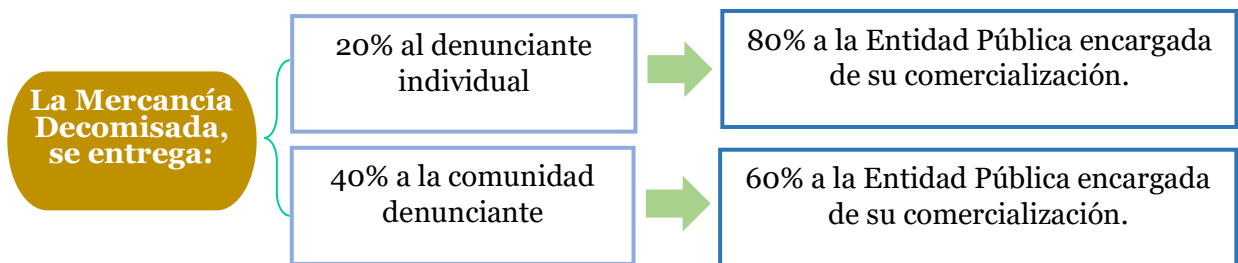 La Mercancía
Decomisada,
se entrega:
20% al denunciante
individual
80% a la Entidad Pública encargada
de su comercialización.
40% a la comunidad
denunciante
60% a la Entidad Pública encargada
de su comercialización.